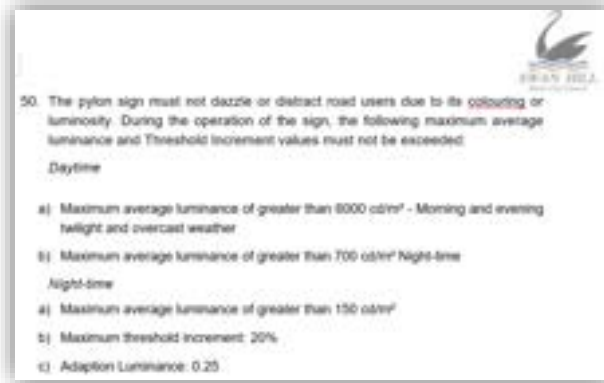 SWAN HILL
50. The pylon sign must not dazzle or distract road users due to its colouring or
luminosity. During the operation of the sign, the following maximum average
luminance and Threshold Increment values must not be exceeded:
Daytime
a) Maximum average luminance of greater than 6000 cd/m² - Morning and evening
twilight and overcast weather
b) Maximum average luminance of greater than 700 cd/m² Night-time
Night-time
a) Maximum average luminance of greater than 150 cd/m²
b) Maximum threshold increment: 20%
c) Adaption Luminance: 0.25